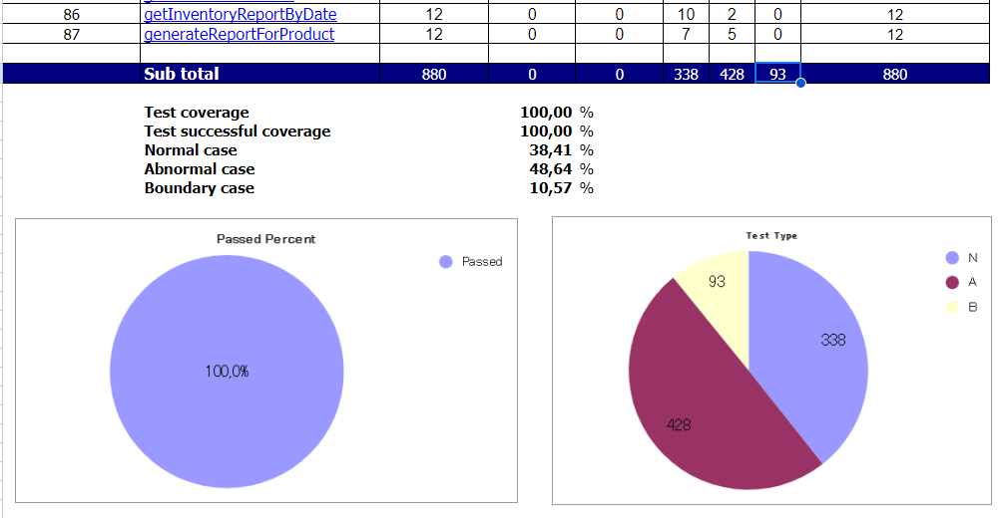 86 getInventoryReportByDate 12 0 0 10 2 0 12
87 generateReportForProduct 12 0 0 7 5 0 12
Sub total 880 0 0 338 428 93 880
Test coverage 100,00 %
Test successful coverage 100,00 %
Normal case 38,41 %
Abnormal case 48,64 %
Boundary case 10,57 %
Passed Percent
Passed
100,0%
Test Type
N
A
B
93
338
428